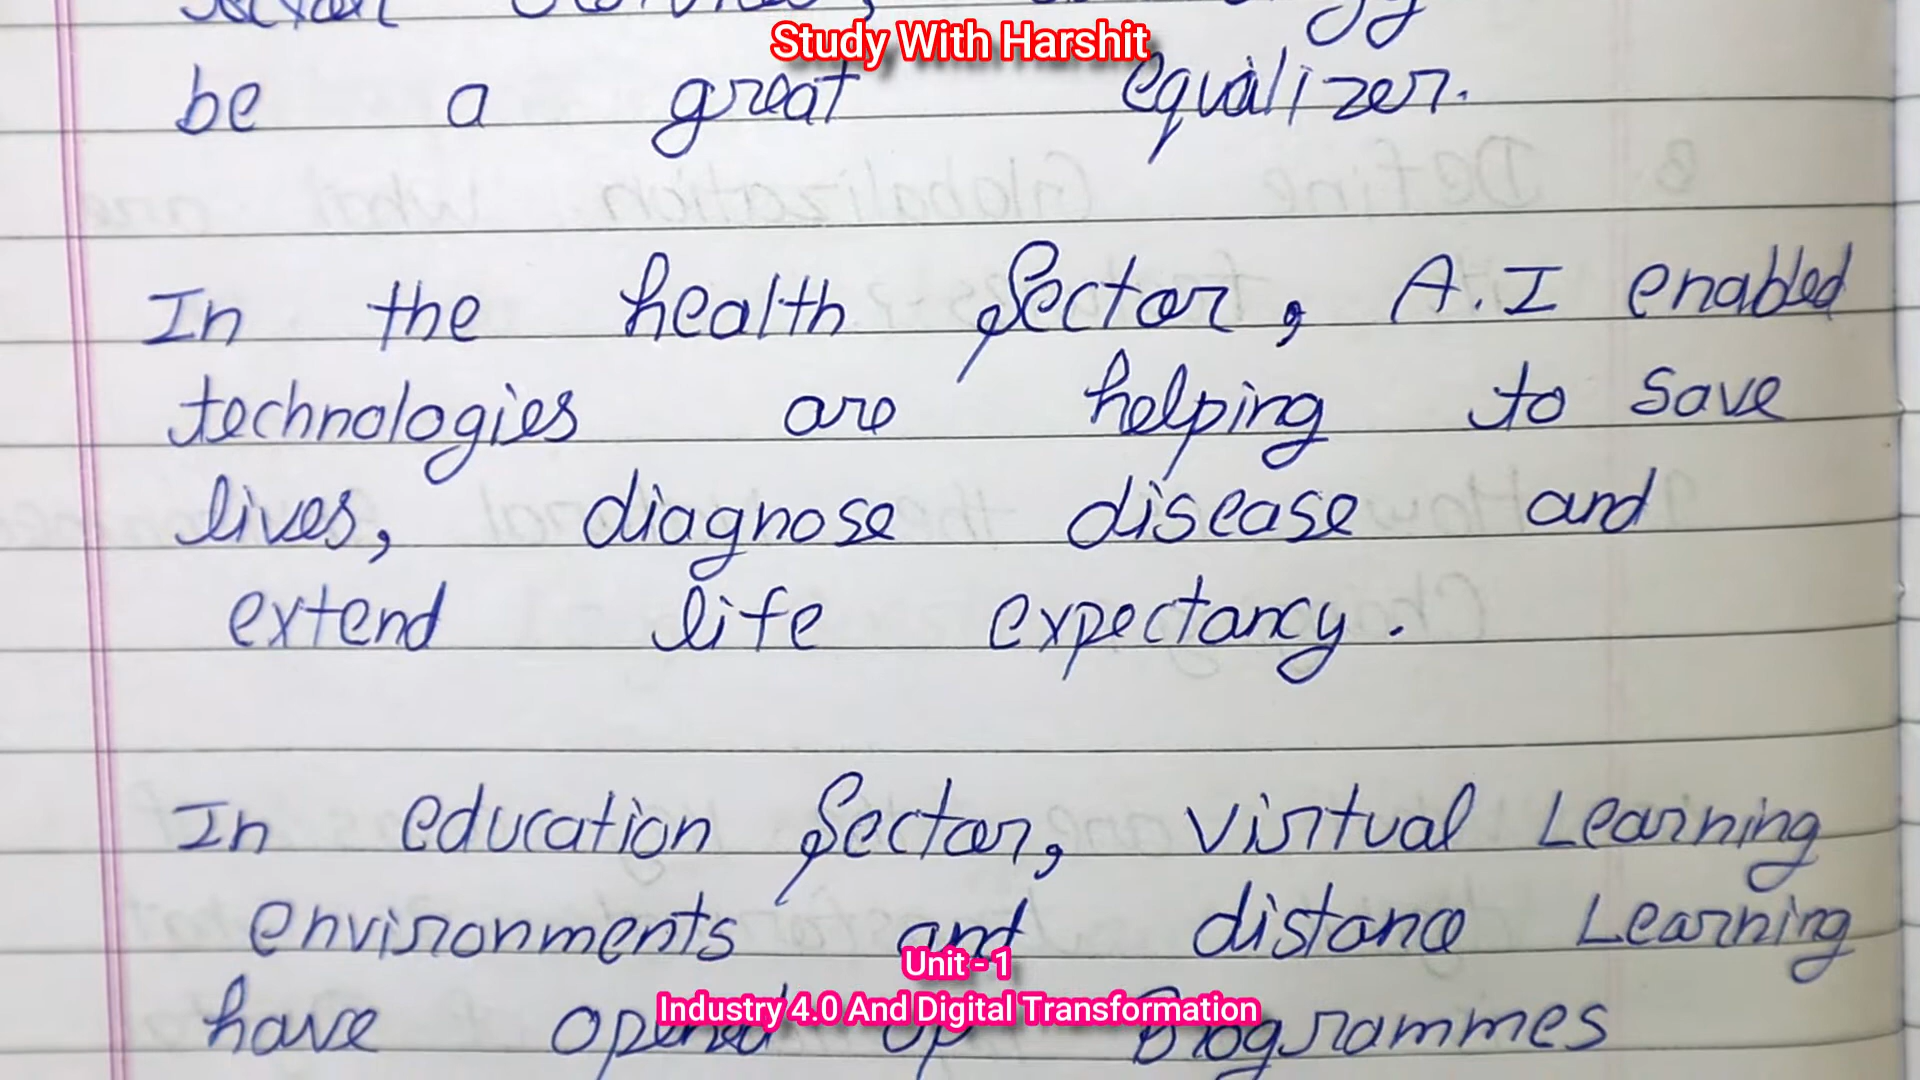 Study With Harshit
be a great equalizer.
In the health Sector, A.I enabled
technologies are helping to save
lives, diagnose disease and
extend life expectancy.
In education Sector, virtual Learning
environments and distance Learning
Unit - 1
have opened up Programmes
Industry 4.0 And Digital Transformation